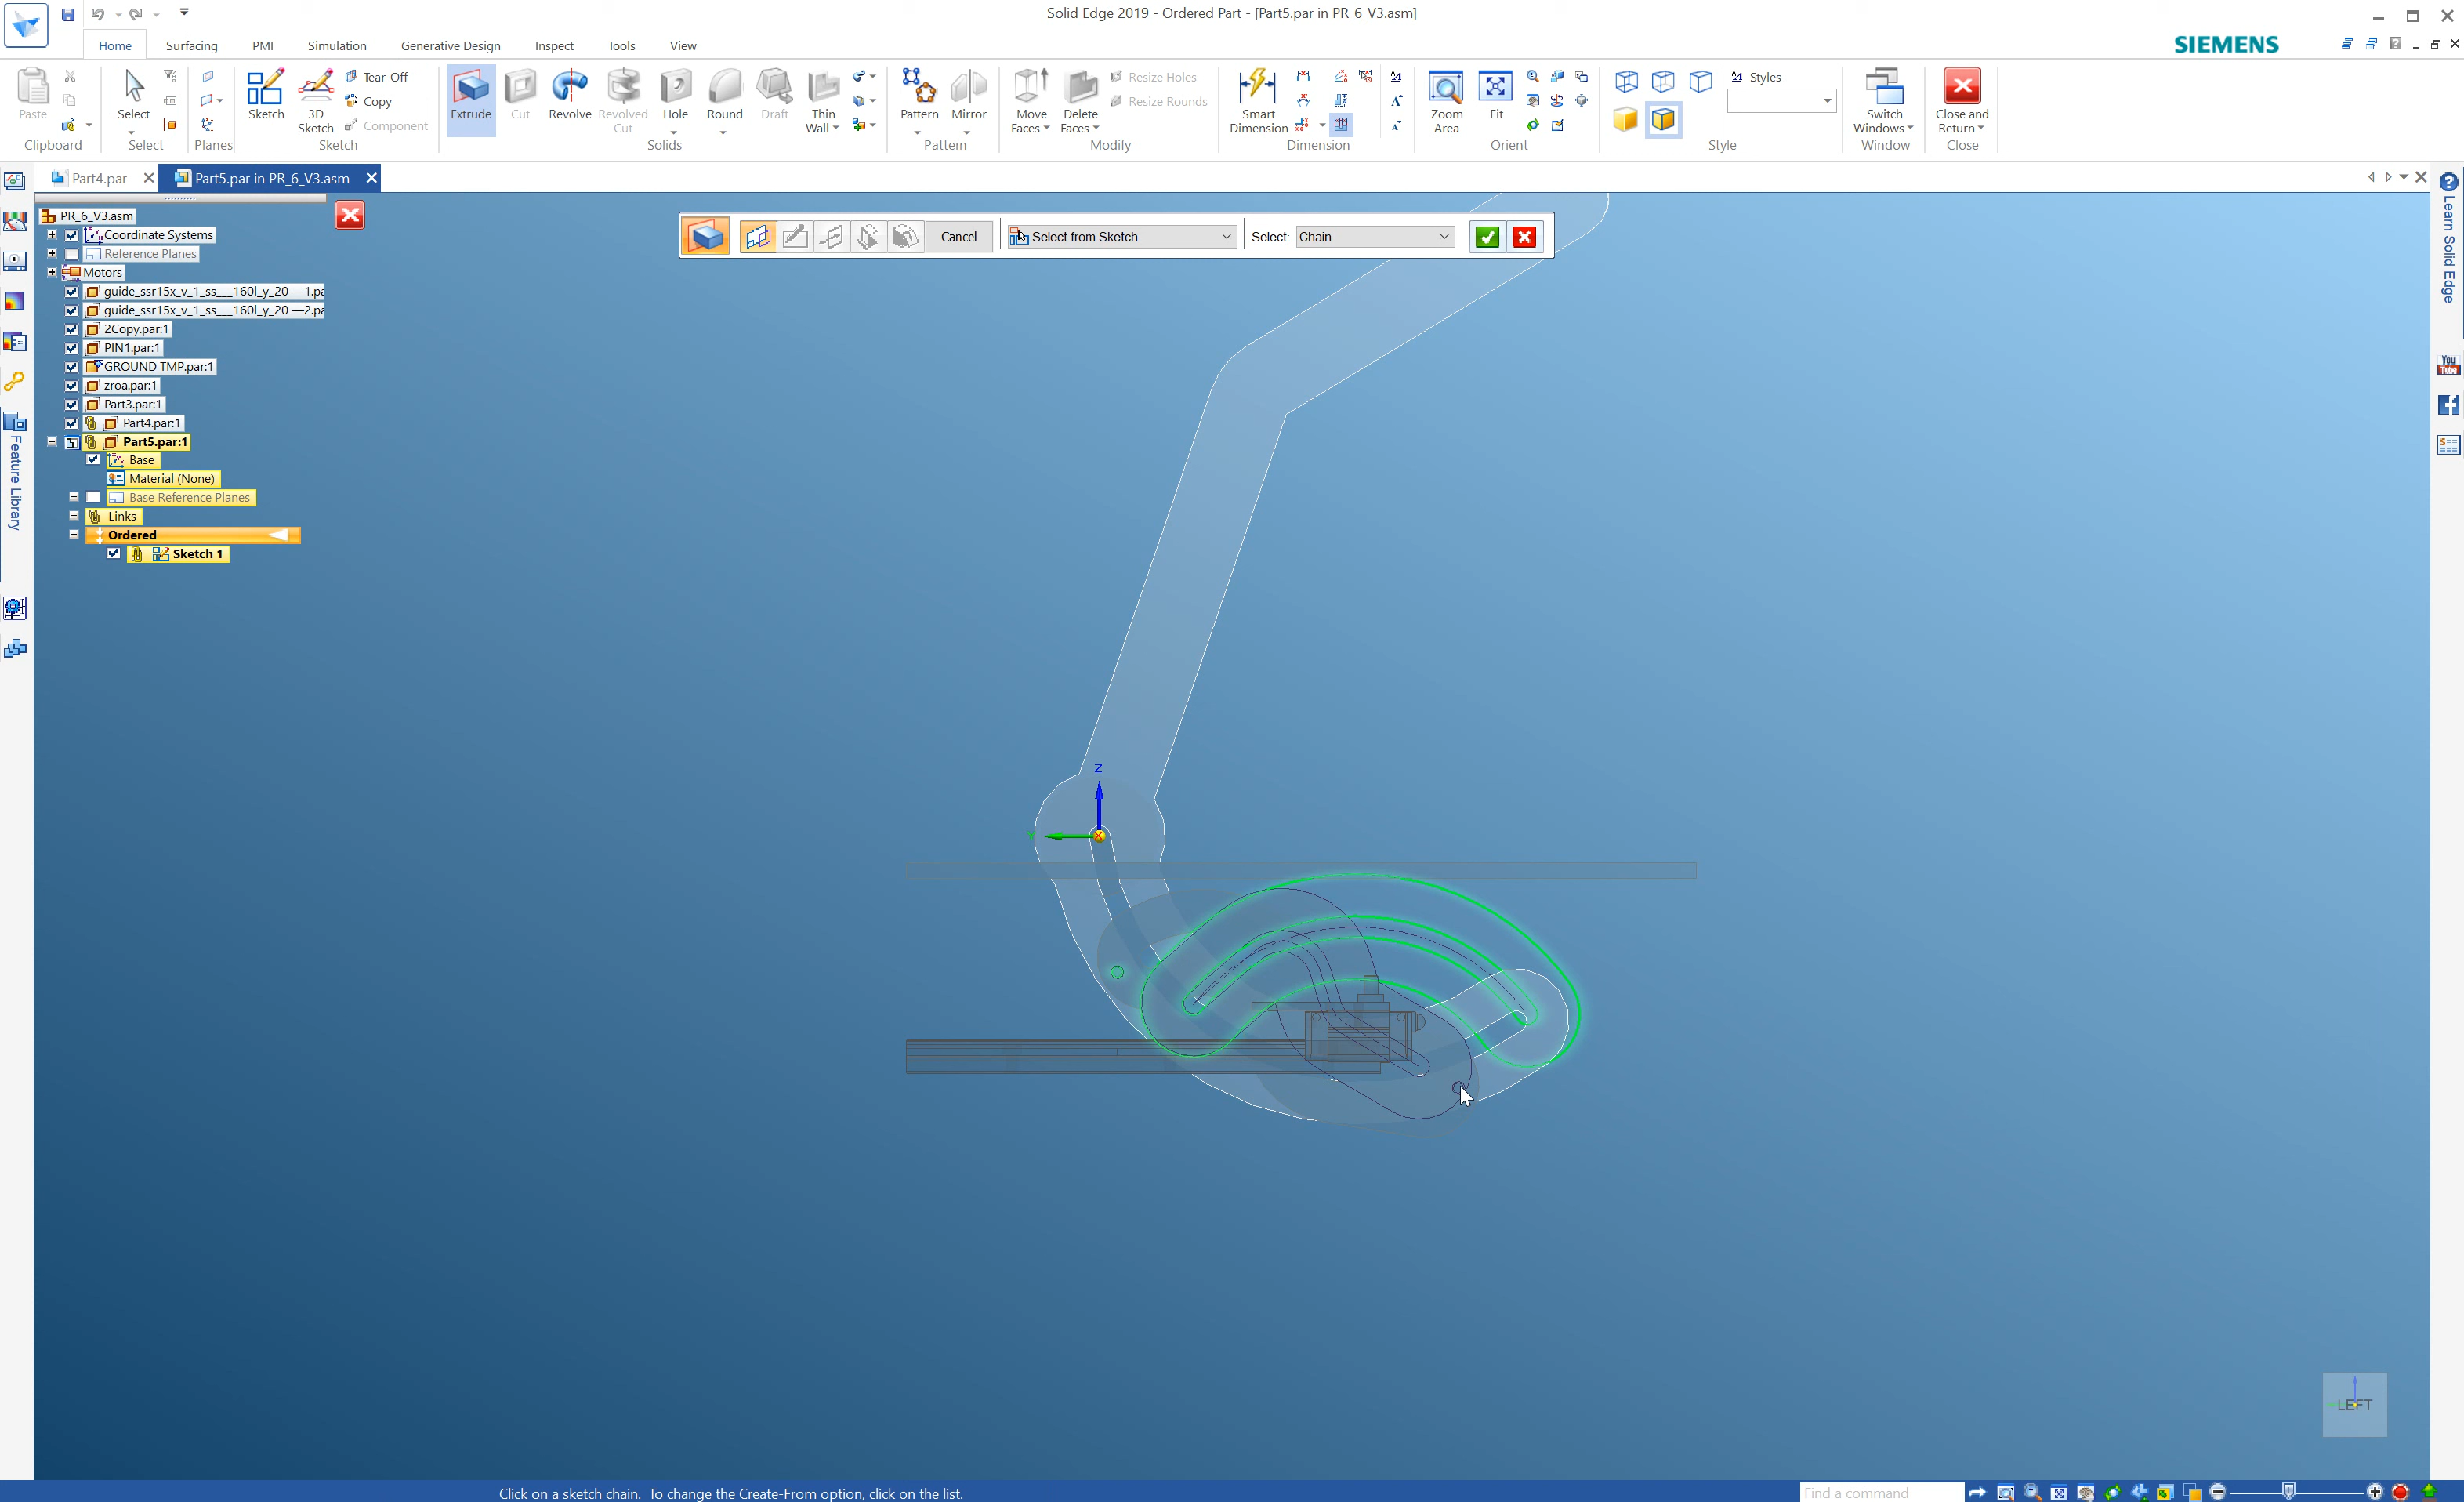 Solid Edge 2019 - Ordered Part - [Part5.par in PR_6_V3.asm]
Home Surfacing PMI Simulation Generative Design Inspect Tools View
SIEMENS
Paste
Clipboard
Select
Select
Planes
Sketch
3D Sketch
Tear-Off
Copy
Component
Sketch
Extrude
Cut
Revolve
Revolved Cut
Hole
Round
Draft
Thin Wall
Solids
Pattern
Mirror
Pattern
Move Faces
Delete Faces
Resize Holes
Resize Rounds
Modify
Smart Dimension
Dimension
Zoom Area
Fit
Orient
Styles
Style
Switch Windows
Window
Close and Return
Close
Part4.par
Part5.par in PR_6_V3.asm
PR_6_V3.asm
Coordinate Systems
Reference Planes
Motors
guide_ssr15x_v_1_ss___160l_y_20 —1.pa
guide_ssr15x_v_1_ss___160l_y_20 —2.pa
2Copy.par:1
PIN1.par:1
GROUND TMP.par:1
zroa.par:1
Part3.par:1
Part4.par:1
Part5.par:1
Base
Material (None)
Base Reference Planes
Links
Ordered
Sketch 1
Feature Library
Cancel
Select from Sketch
Select: Chain
Learn Solid Edge
You
Tube
Z
LEFT
Click on a sketch chain. To change the Create-From option, click on the list.
Find a command